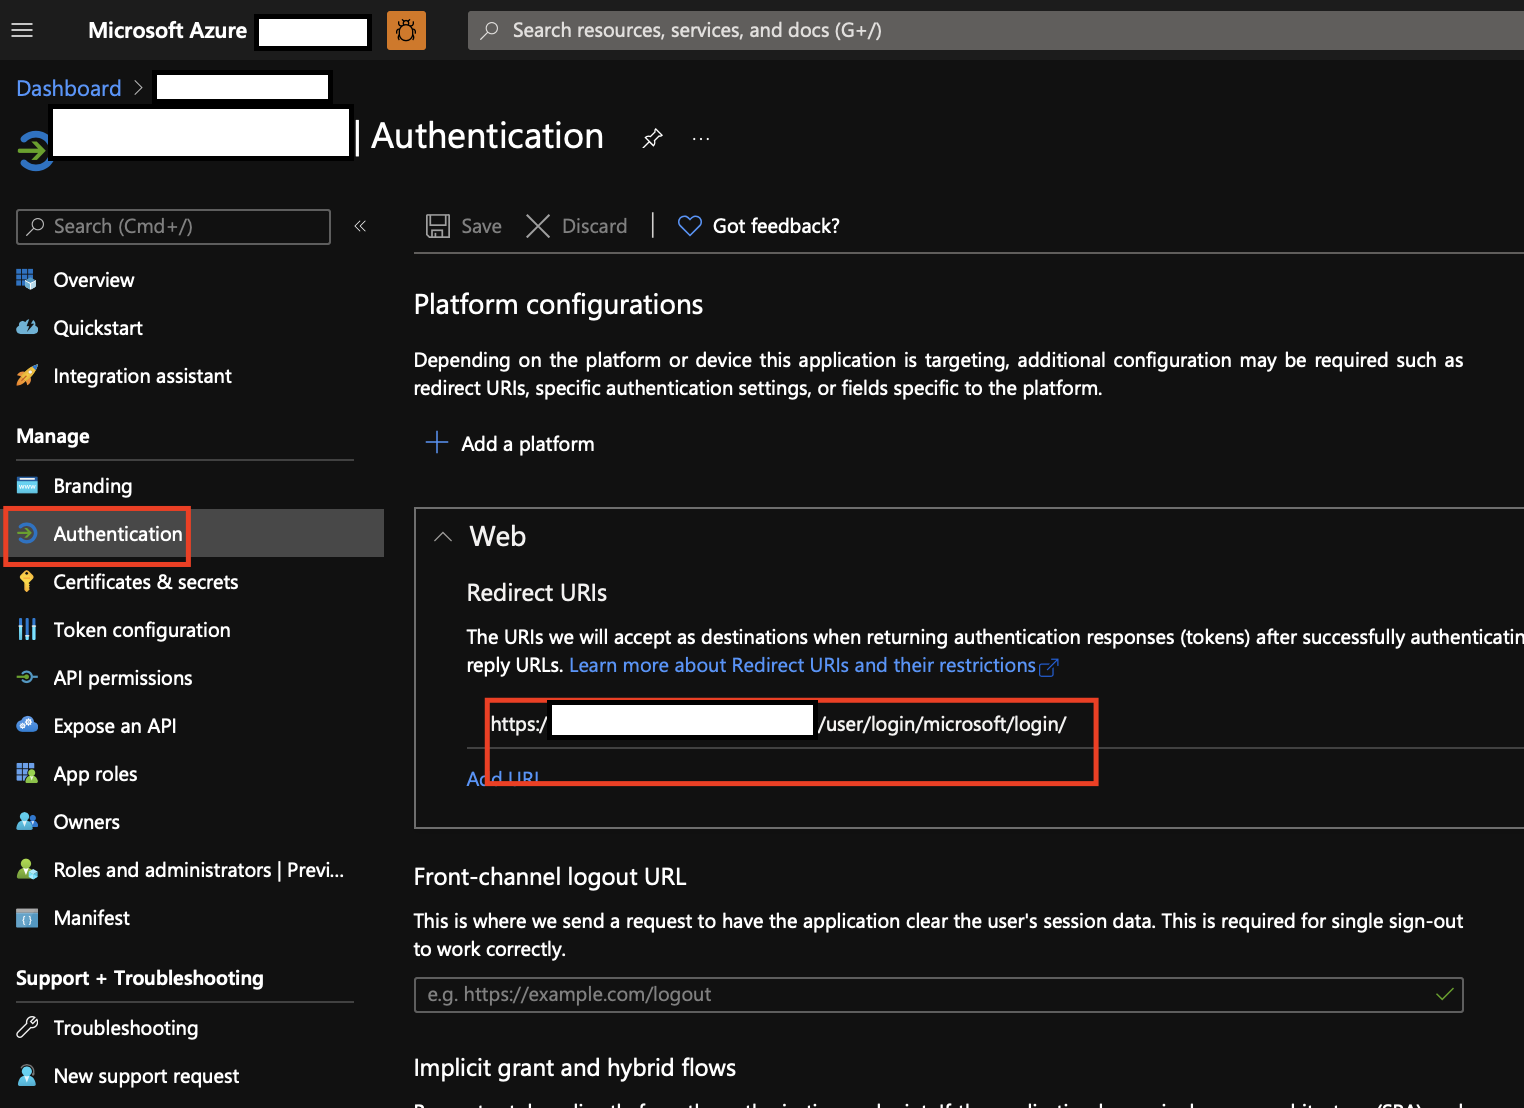 Microsoft Azure
Search resources, services, and docs (G+/)
Dashboard >
| Authentication ...
Search (Cmd+/) «
Save Discard | Got feedback?
Overview
Quickstart
Integration assistant
Manage
Branding
Authentication
Certificates & secrets
Token configuration
API permissions
Expose an API
App roles
Owners
Roles and administrators | Previ...
Manifest
Support + Troubleshooting
Troubleshooting
New support request
Platform configurations
Depending on the platform or device this application is targeting, additional configuration may be required such as
redirect URIs, specific authentication settings, or fields specific to the platform.
+ Add a platform
Web
Redirect URIs
The URIs we will accept as destinations when returning authentication responses (tokens) after successfully authenticatin
reply URLs. Learn more about Redirect URIs and their restrictions
https:/ /user/login/microsoft/login/
Add URI
Front-channel logout URL
This is where we send a request to have the application clear the user's session data. This is required for single sign-out
to work correctly.
e.g. https://example.com/logout
Implicit grant and hybrid flows